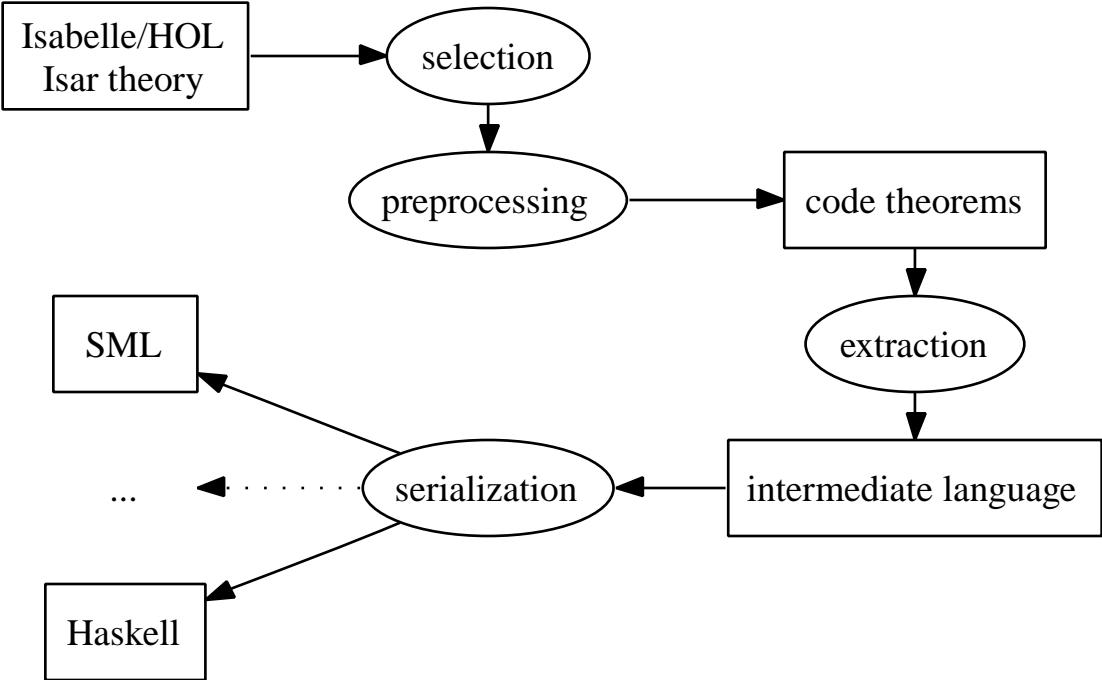 Isabelle/HOL
Isar theory
selection
preprocessing
code theorems
extraction
intermediate language
serialization
SML
...
Haskell